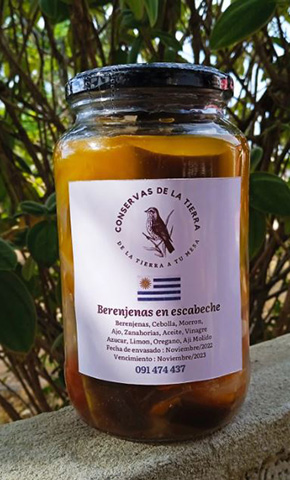 CONSERVAS DE LA TIERRA
DE LA TIERRA A TU MESA
Berenjenas en escabeche
Berenjenas, Cebolla, Morron,
Ajo, Zanahorias, Aceite, Vinagre
Azucar, Limon, Oregano, Aji Molido
Fecha de envasado : Noviembre/2022
Vencimiento : Noviembre/2023
091 474 437